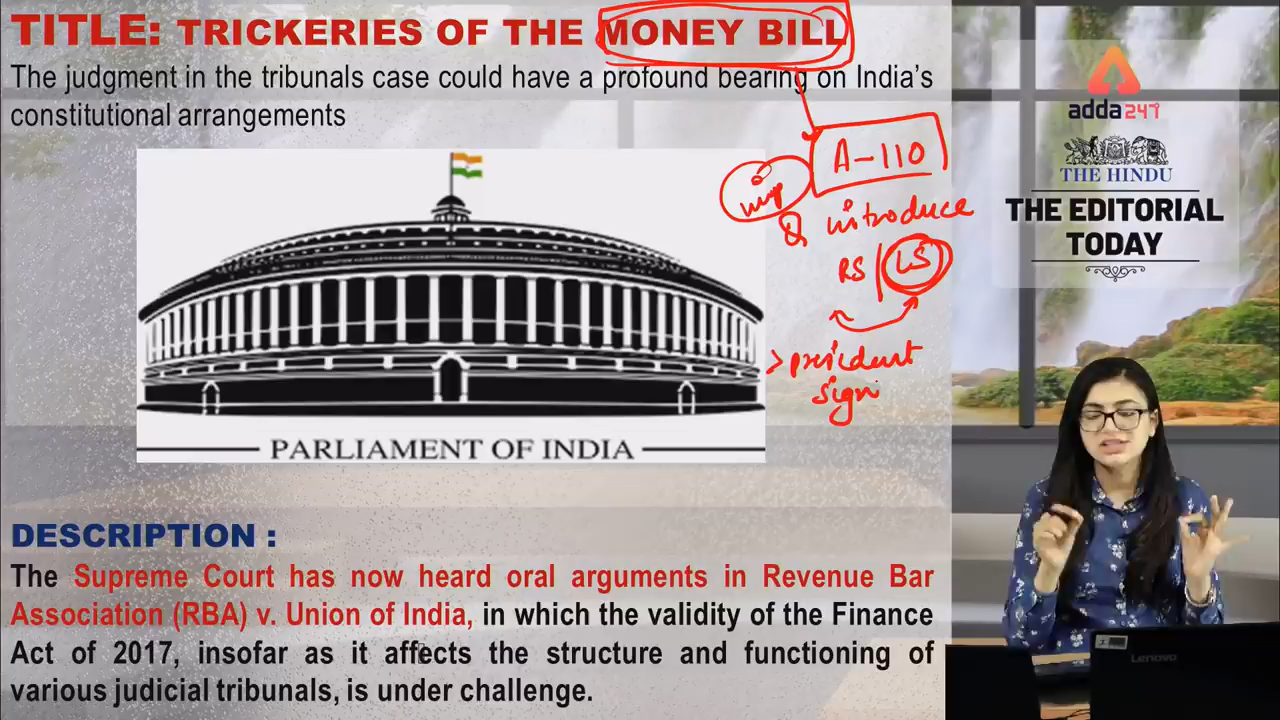 TITLE: TRICKERIES OF THE MONEY BILL
The judgment in the tribunals case could have a profound bearing on India's
constitutional arrangements
A-110
imp
introduce
RS | LS
> president
sign
PARLIAMENT OF INDIA
DESCRIPTION :
The Supreme Court has now heard oral arguments in Revenue Bar
Association (RBA) v. Union of India, in which the validity of the Finance
Act of 2017, insofar as it affects the structure and functioning of
various judicial tribunals, is under challenge.
adda247
THE HINDU
THE EDITORIAL
TODAY
Lenovo